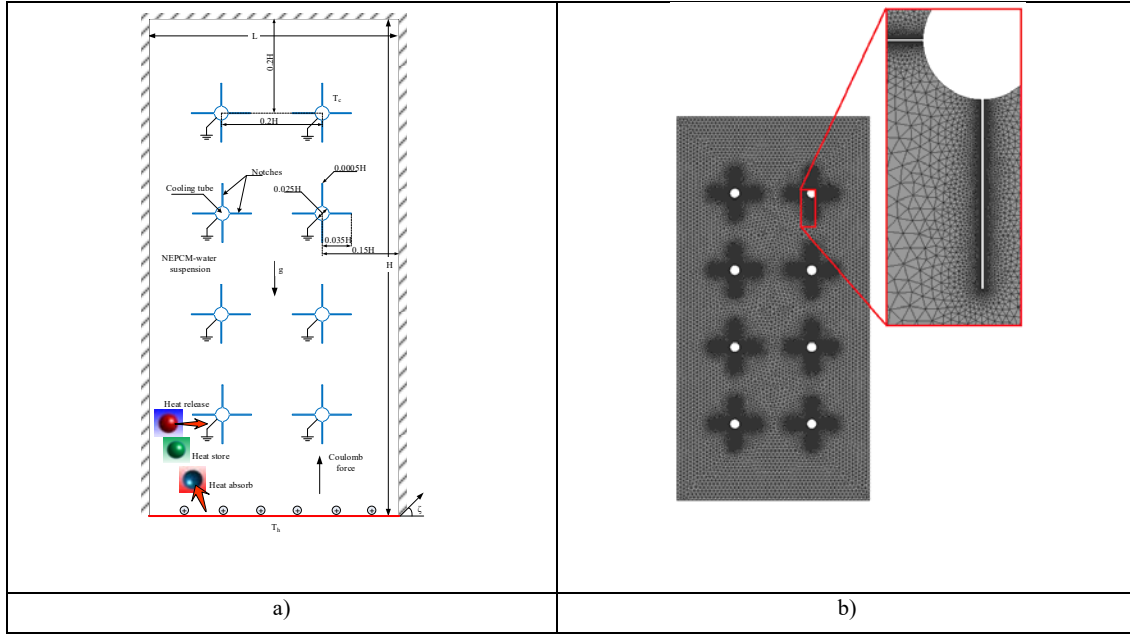 L
0.2H
T_c
0.2H
Notches
0.0005H
Cooling tube
0.025H
0.035H
0.15H
NEPCM-water
suspension
g
H
Heat release
Heat store
Coulomb
force
Heat absorb
ζ
T_h
a)
b)